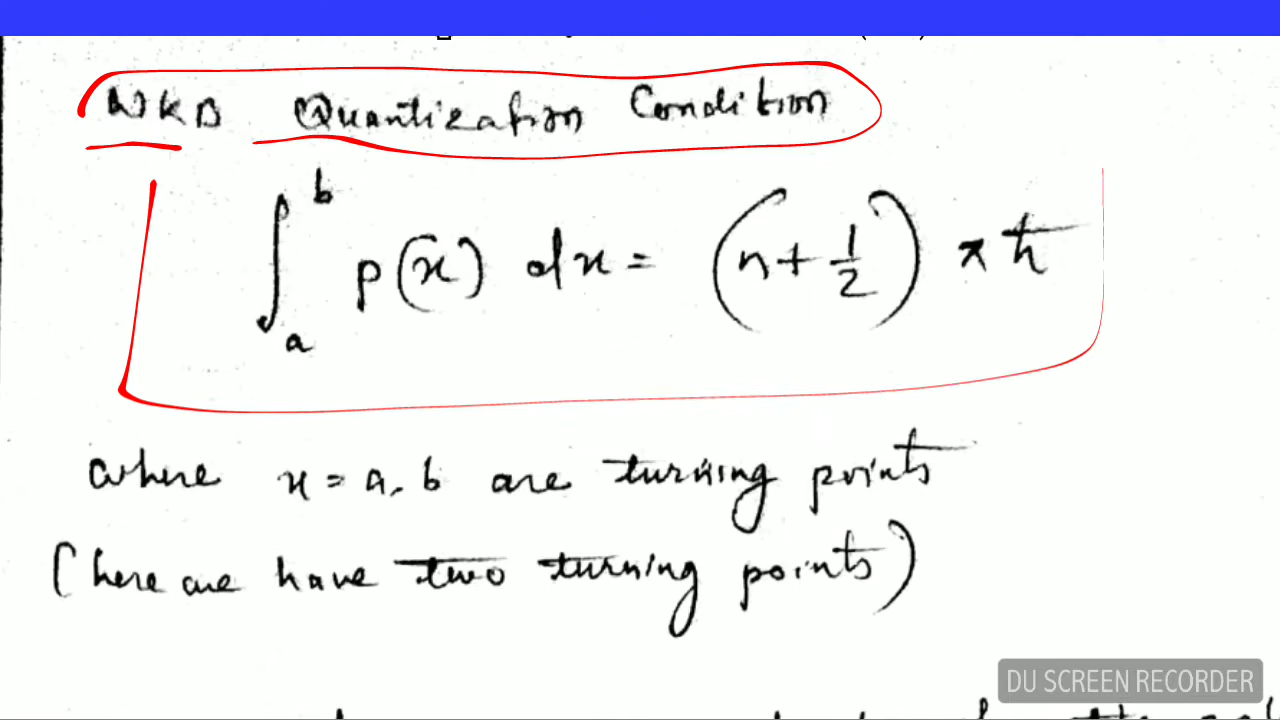 WKB Quantization Condition
∫_a^b p(x) dx = (n + 1/2) π ħ
where x = a, b are turning points
(here we have two turning points)
DU SCREEN RECORDER